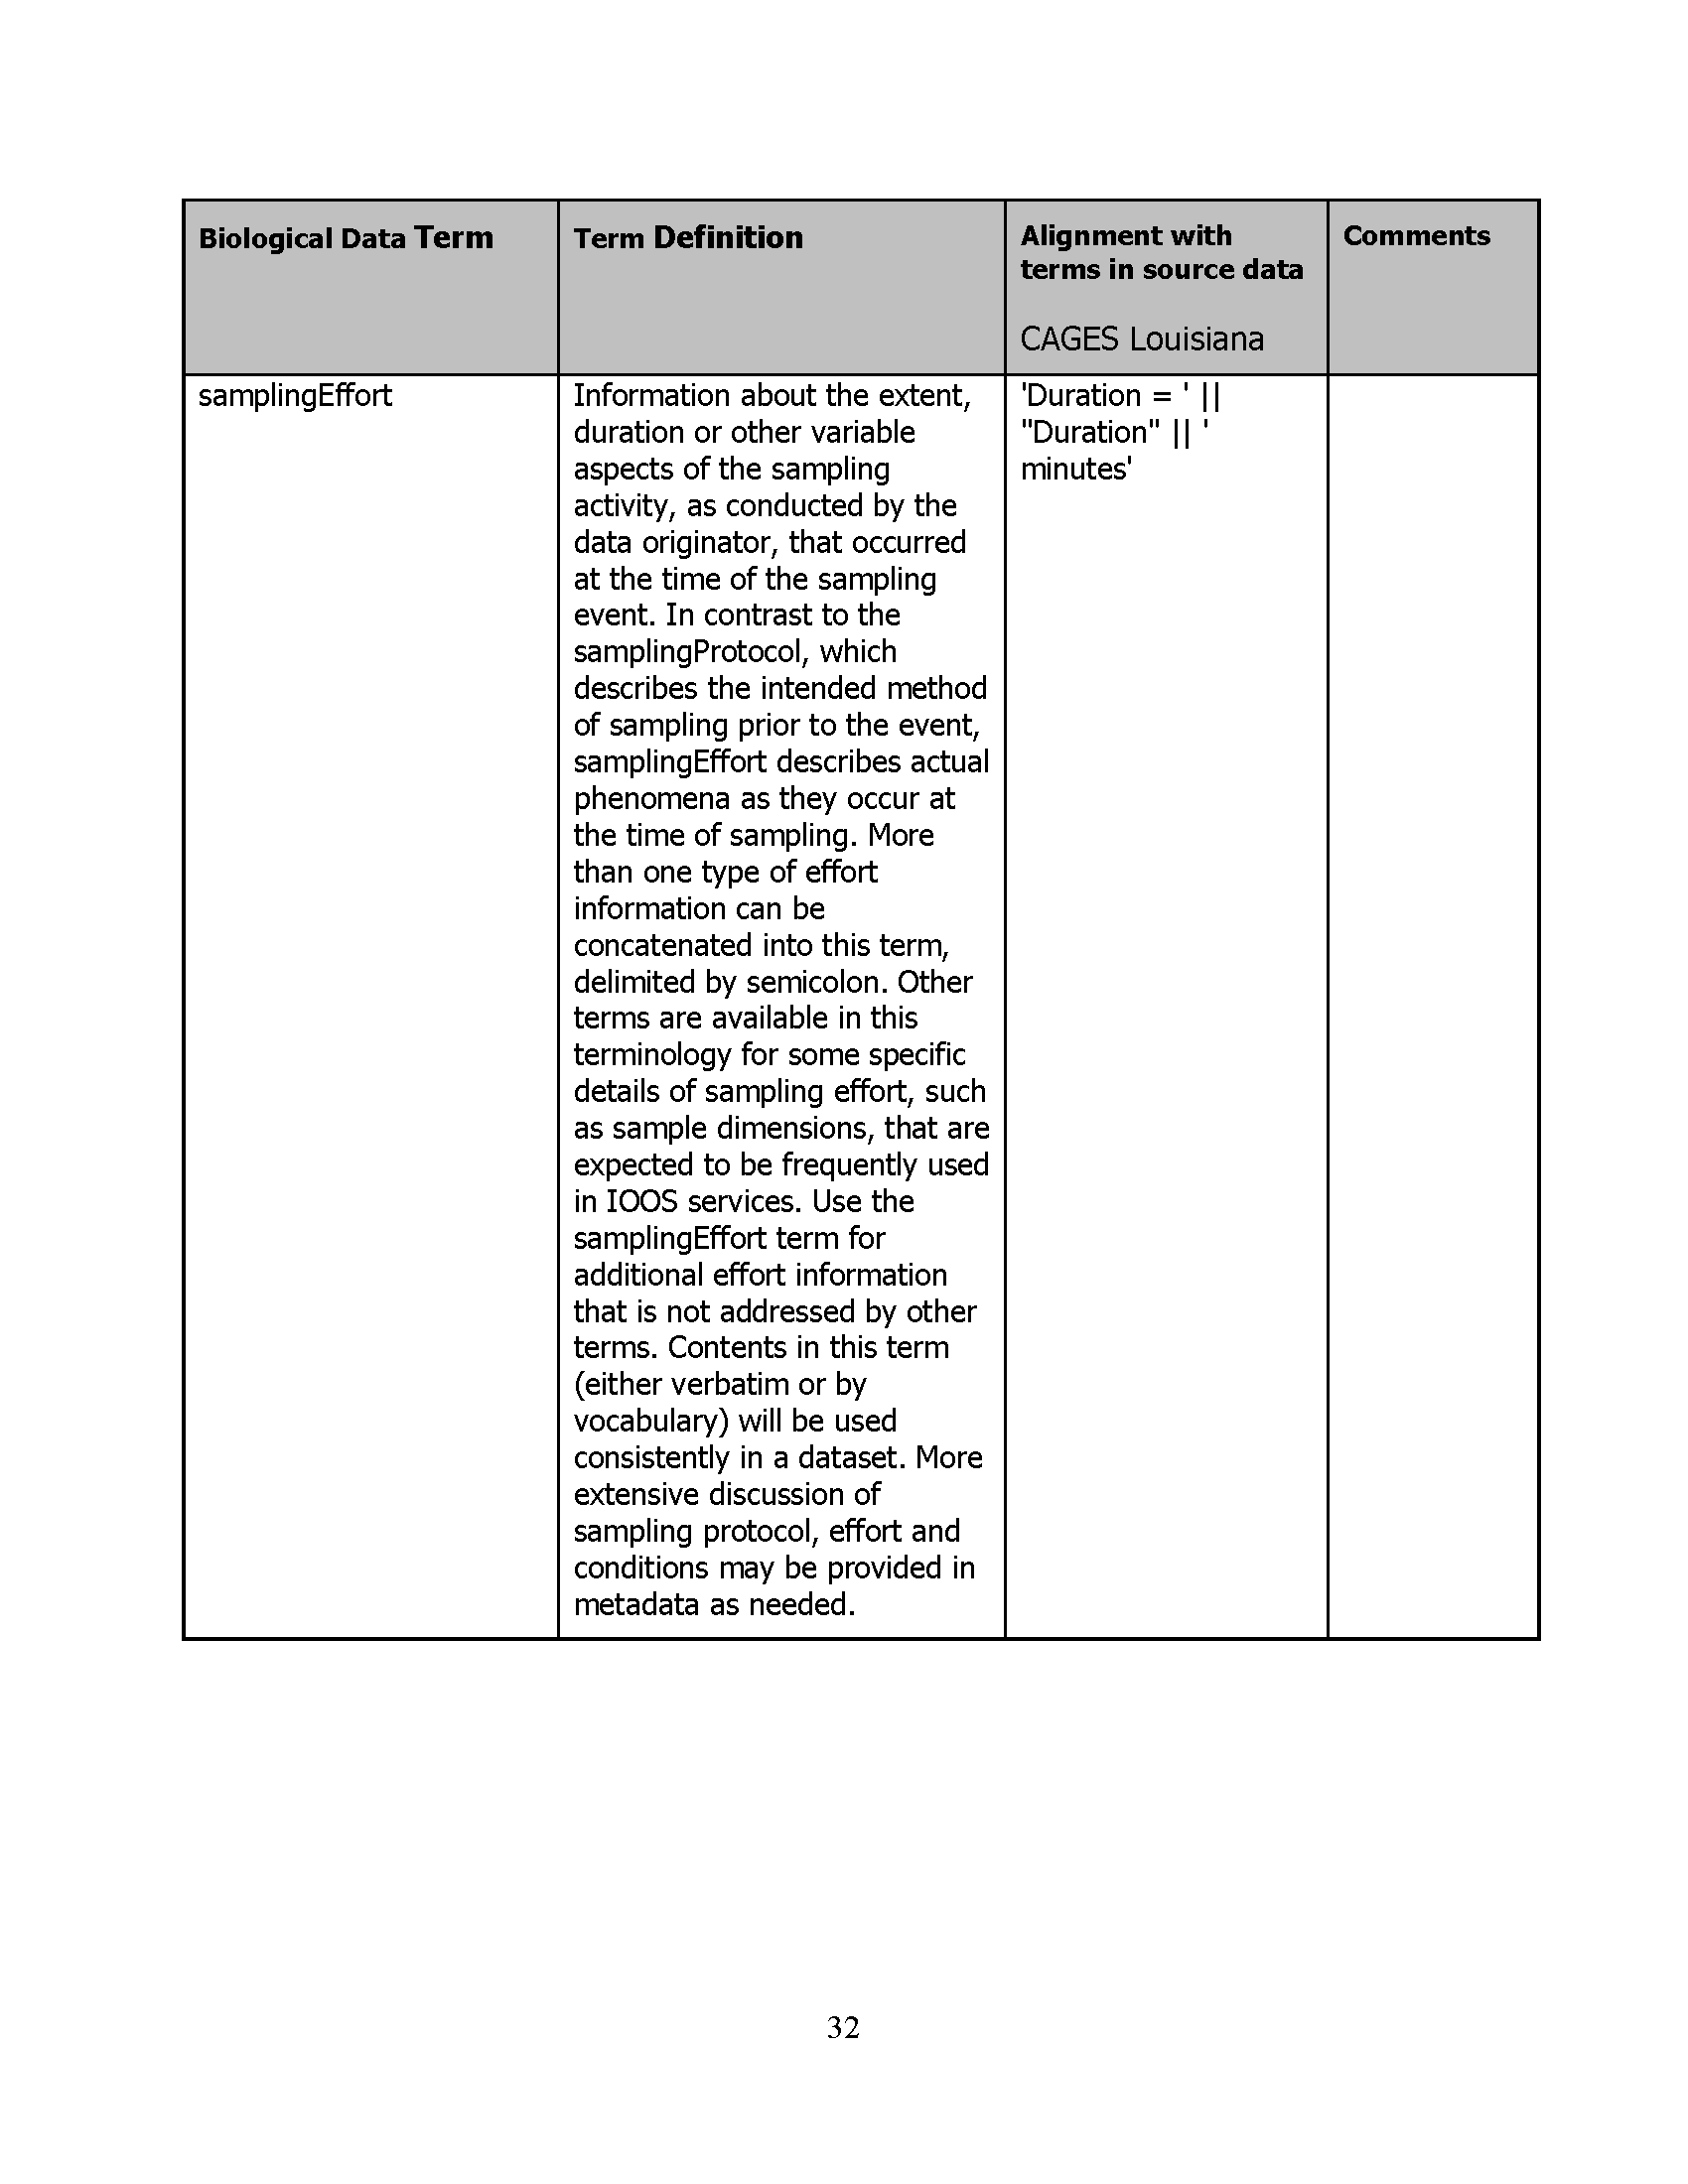 Biological Data Term
Term Definition
Alignment with
terms in source data
CAGES Louisiana
Comments
samplingEffort
Information about the extent,
duration or other variable
aspects of the sampling
activity, as conducted by the
data originator, that occurred
at the time of the sampling
event. In contrast to the
samplingProtocol, which
describes the intended method
of sampling prior to the event,
samplingEffort describes actual
phenomena as they occur at
the time of sampling. More
than one type of effort
information can be
concatenated into this term,
delimited by semicolon. Other
terms are available in this
terminology for some specific
details of sampling effort, such
as sample dimensions, that are
expected to be frequently used
in IOOS services. Use the
samplingEffort term for
additional effort information
that is not addressed by other
terms. Contents in this term
(either verbatim or by
vocabulary) will be used
consistently in a dataset. More
extensive discussion of
sampling protocol, effort and
conditions may be provided in
metadata as needed.
'Duration = ' ||
"Duration" || '
minutes'
32